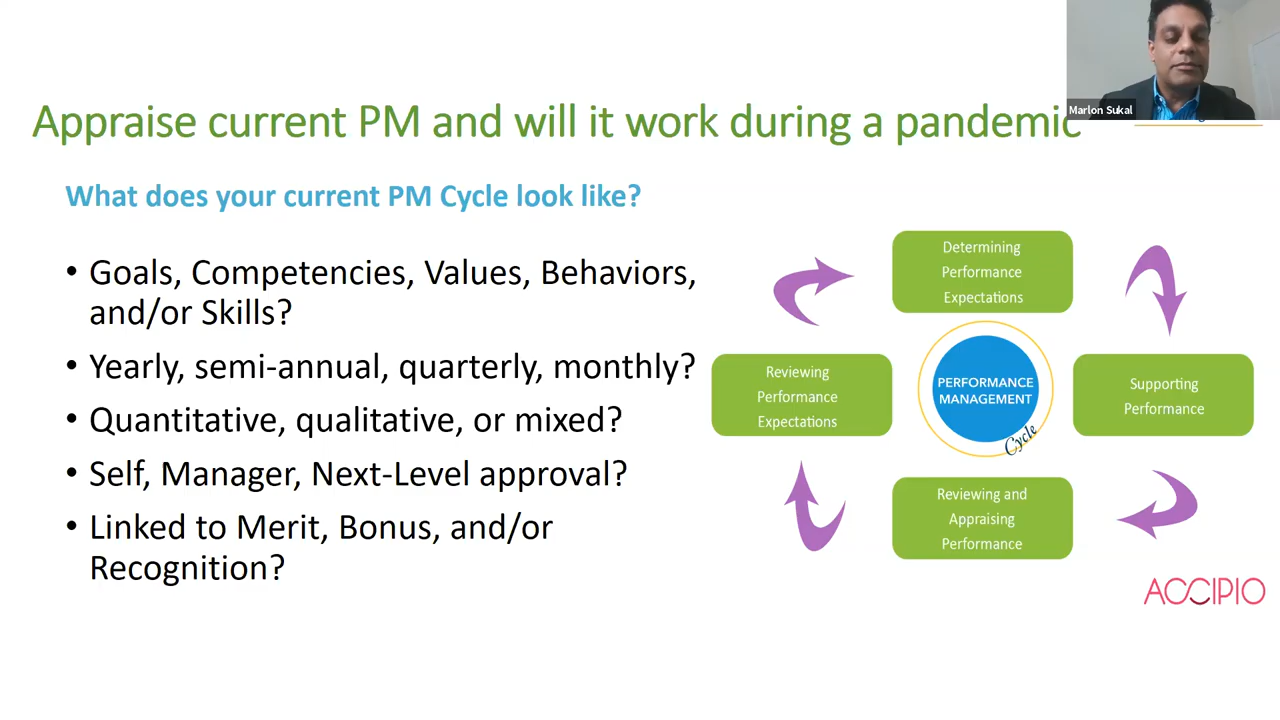 Marlon Sukal
Appraise current PM and will it work during a pandemic
What does your current PM Cycle look like?
• Goals, Competencies, Values, Behaviors,
and/or Skills?
• Yearly, semi-annual, quarterly, monthly?
• Quantitative, qualitative, or mixed?
• Self, Manager, Next-Level approval?
• Linked to Merit, Bonus, and/or
Recognition?
Determining
Performance
Expectations
Reviewing
Performance
Expectations
PERFORMANCE
MANAGEMENT
Cycle
Supporting
Performance
Reviewing and
Appraising
Performance
ACCIPIO